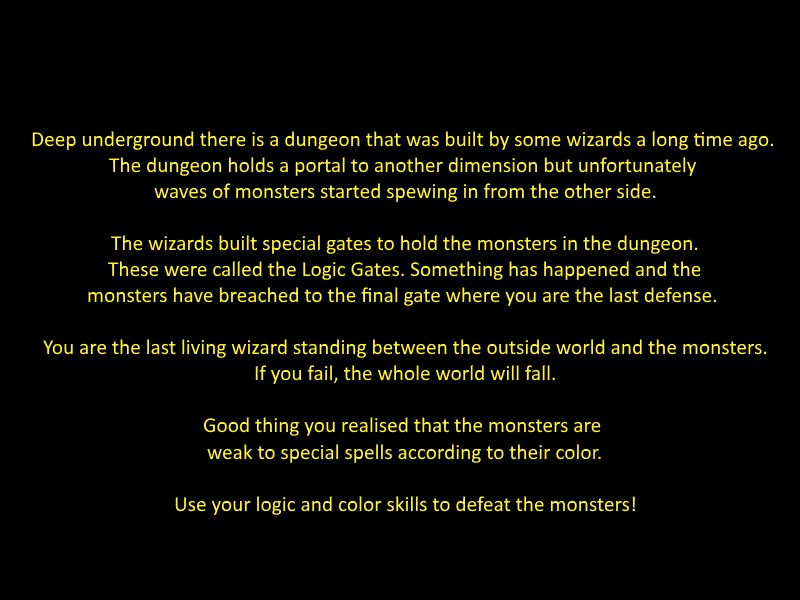 Deep underground there is a dungeon that was built by some wizards a long time ago.
The dungeon holds a portal to another dimension but unfortunately
waves of monsters started spewing in from the other side.
The wizards built special gates to hold the monsters in the dungeon.
These were called the Logic Gates. Something has happened and the
monsters have breached to the final gate where you are the last defense.
You are the last living wizard standing between the outside world and the monsters.
If you fail, the whole world will fall.
Good thing you realised that the monsters are
weak to special spells according to their color.
Use your logic and color skills to defeat the monsters!